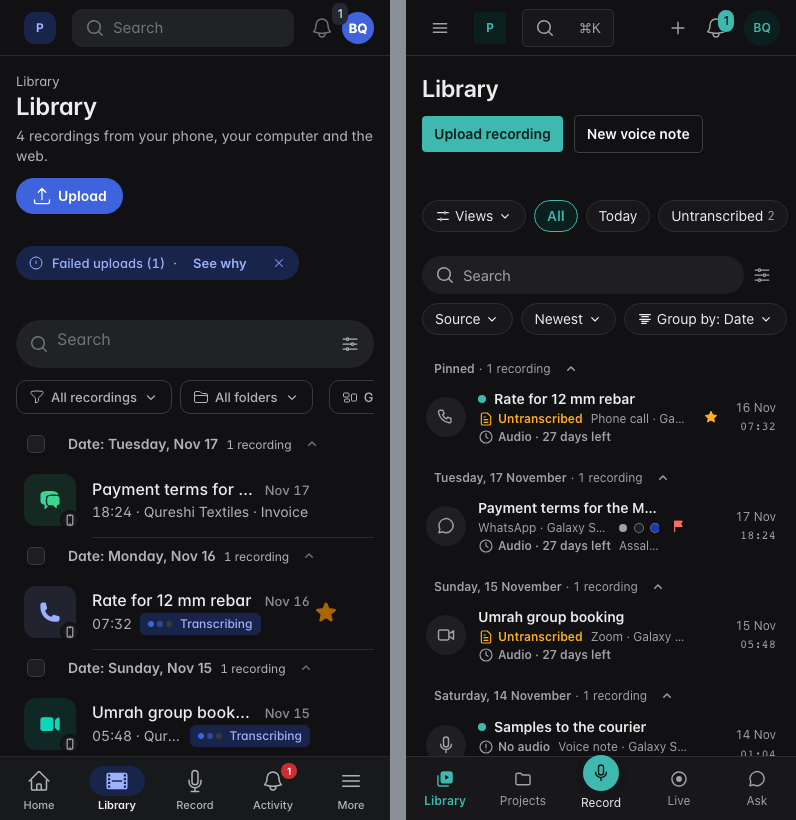 P
Search
1
BQ
Library
Library
4 recordings from your phone, your computer and the
web.
Upload
Failed uploads (1) · See why
Search
All recordings
All folders
G
Date: Tuesday, Nov 17 1 recording
Payment terms for ... Nov 17
18:24 · Qureshi Textiles · Invoice
Date: Monday, Nov 16 1 recording
Rate for 12 mm rebar Nov 16
07:32 Transcribing
Date: Sunday, Nov 15 1 recording
Umrah group book... Nov 15
05:48 · Qur... Transcribing
1
Home Library Record Activity More
P
⌘K
1
BQ
Library
Upload recording New voice note
Views All Today Untranscribed 2
Search
Source Newest Group by: Date
Pinned · 1 recording
Rate for 12 mm rebar 16 Nov
Untranscribed Phone call · Ga... 07:32
Audio · 27 days left
Tuesday, 17 November · 1 recording
Payment terms for the M... 17 Nov
WhatsApp · Galaxy S... 18:24
Audio · 27 days left Assal...
Sunday, 15 November · 1 recording
Umrah group booking 15 Nov
Untranscribed Zoom · Galaxy ... 05:48
Audio · 27 days left
Saturday, 14 November · 1 recording
Samples to the courier 14 Nov
No audio Voice note · Galaxy S... 01:04
Library Projects Record Live Ask